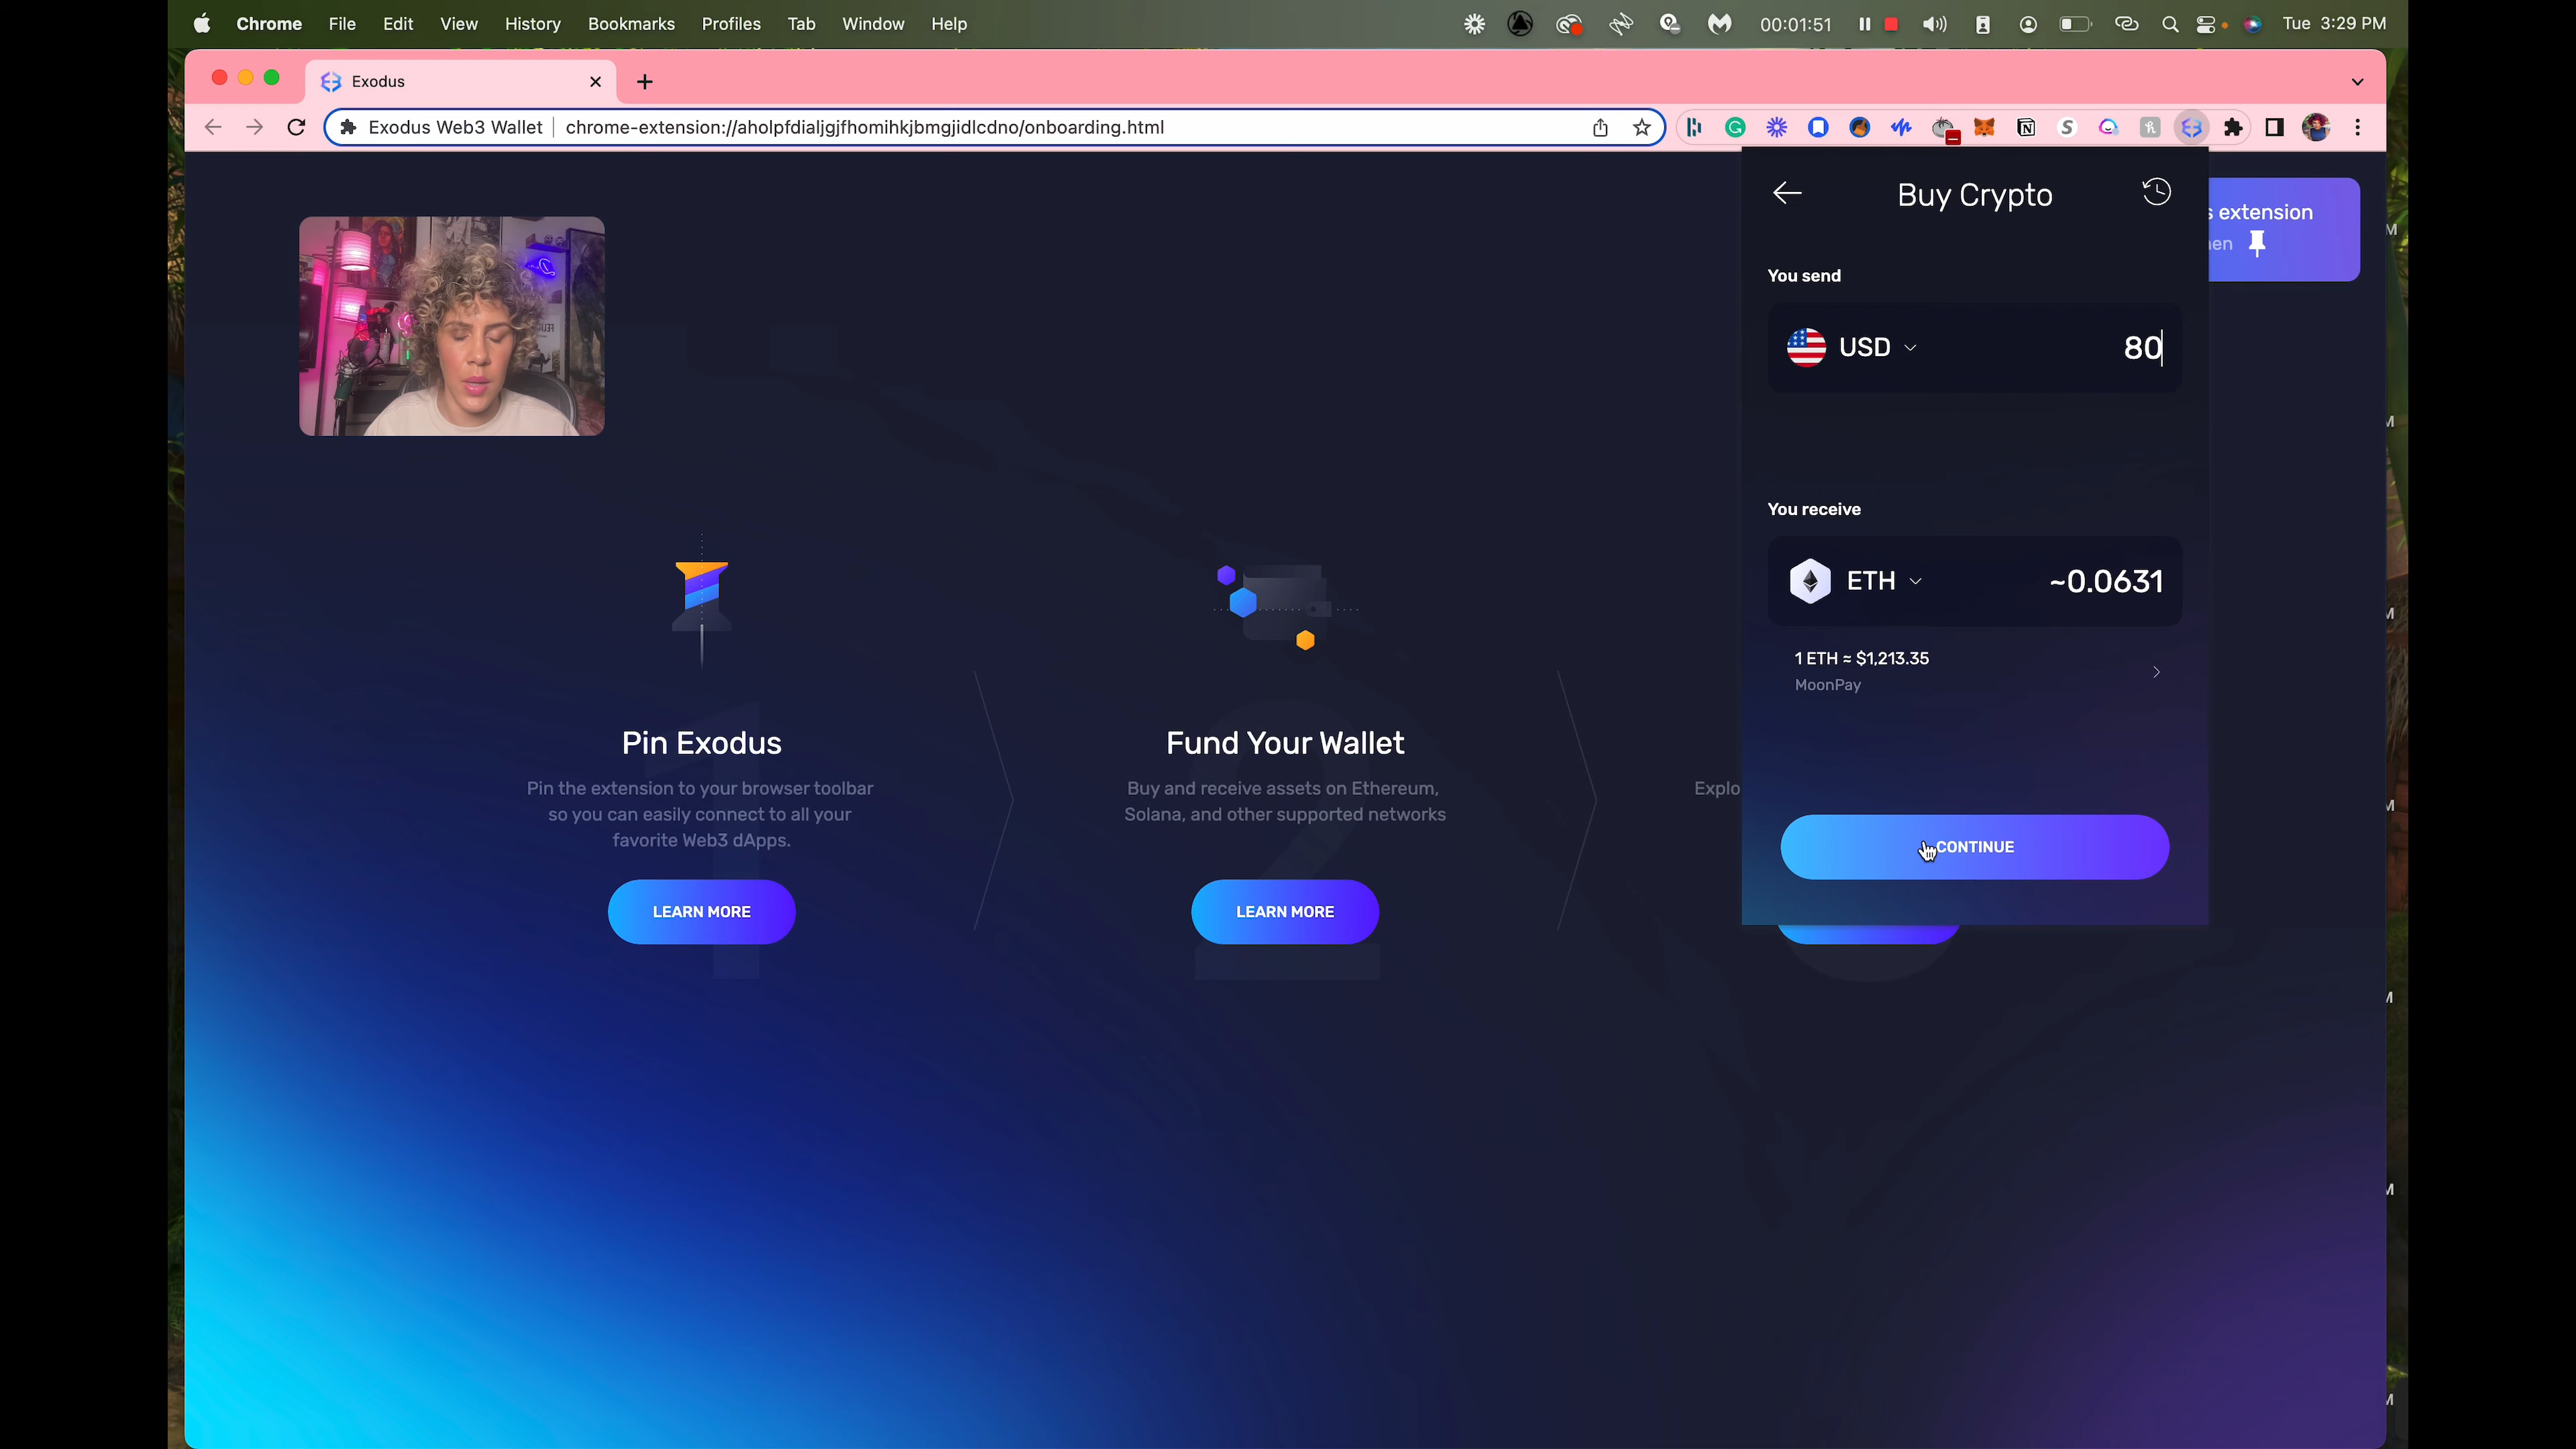 Chrome File Edit View History Bookmarks Profiles Tab Window Help 00:01:51 Tue 3:29 PM
Exodus
Exodus Web3 Wallet chrome-extension://aholpfdialjgjfhomihkjbmgjidlcdno/onboarding.html
Buy Crypto
You send
USD 80
You receive
ETH ~0.0631
1 ETH ≈ $1,213.35
MoonPay
CONTINUE
extension
Pin Exodus
Pin the extension to your browser toolbar
so you can easily connect to all your
favorite Web3 dApps.
LEARN MORE
Fund Your Wallet
Buy and receive assets on Ethereum,
Solana, and other supported networks
LEARN MORE
Explo